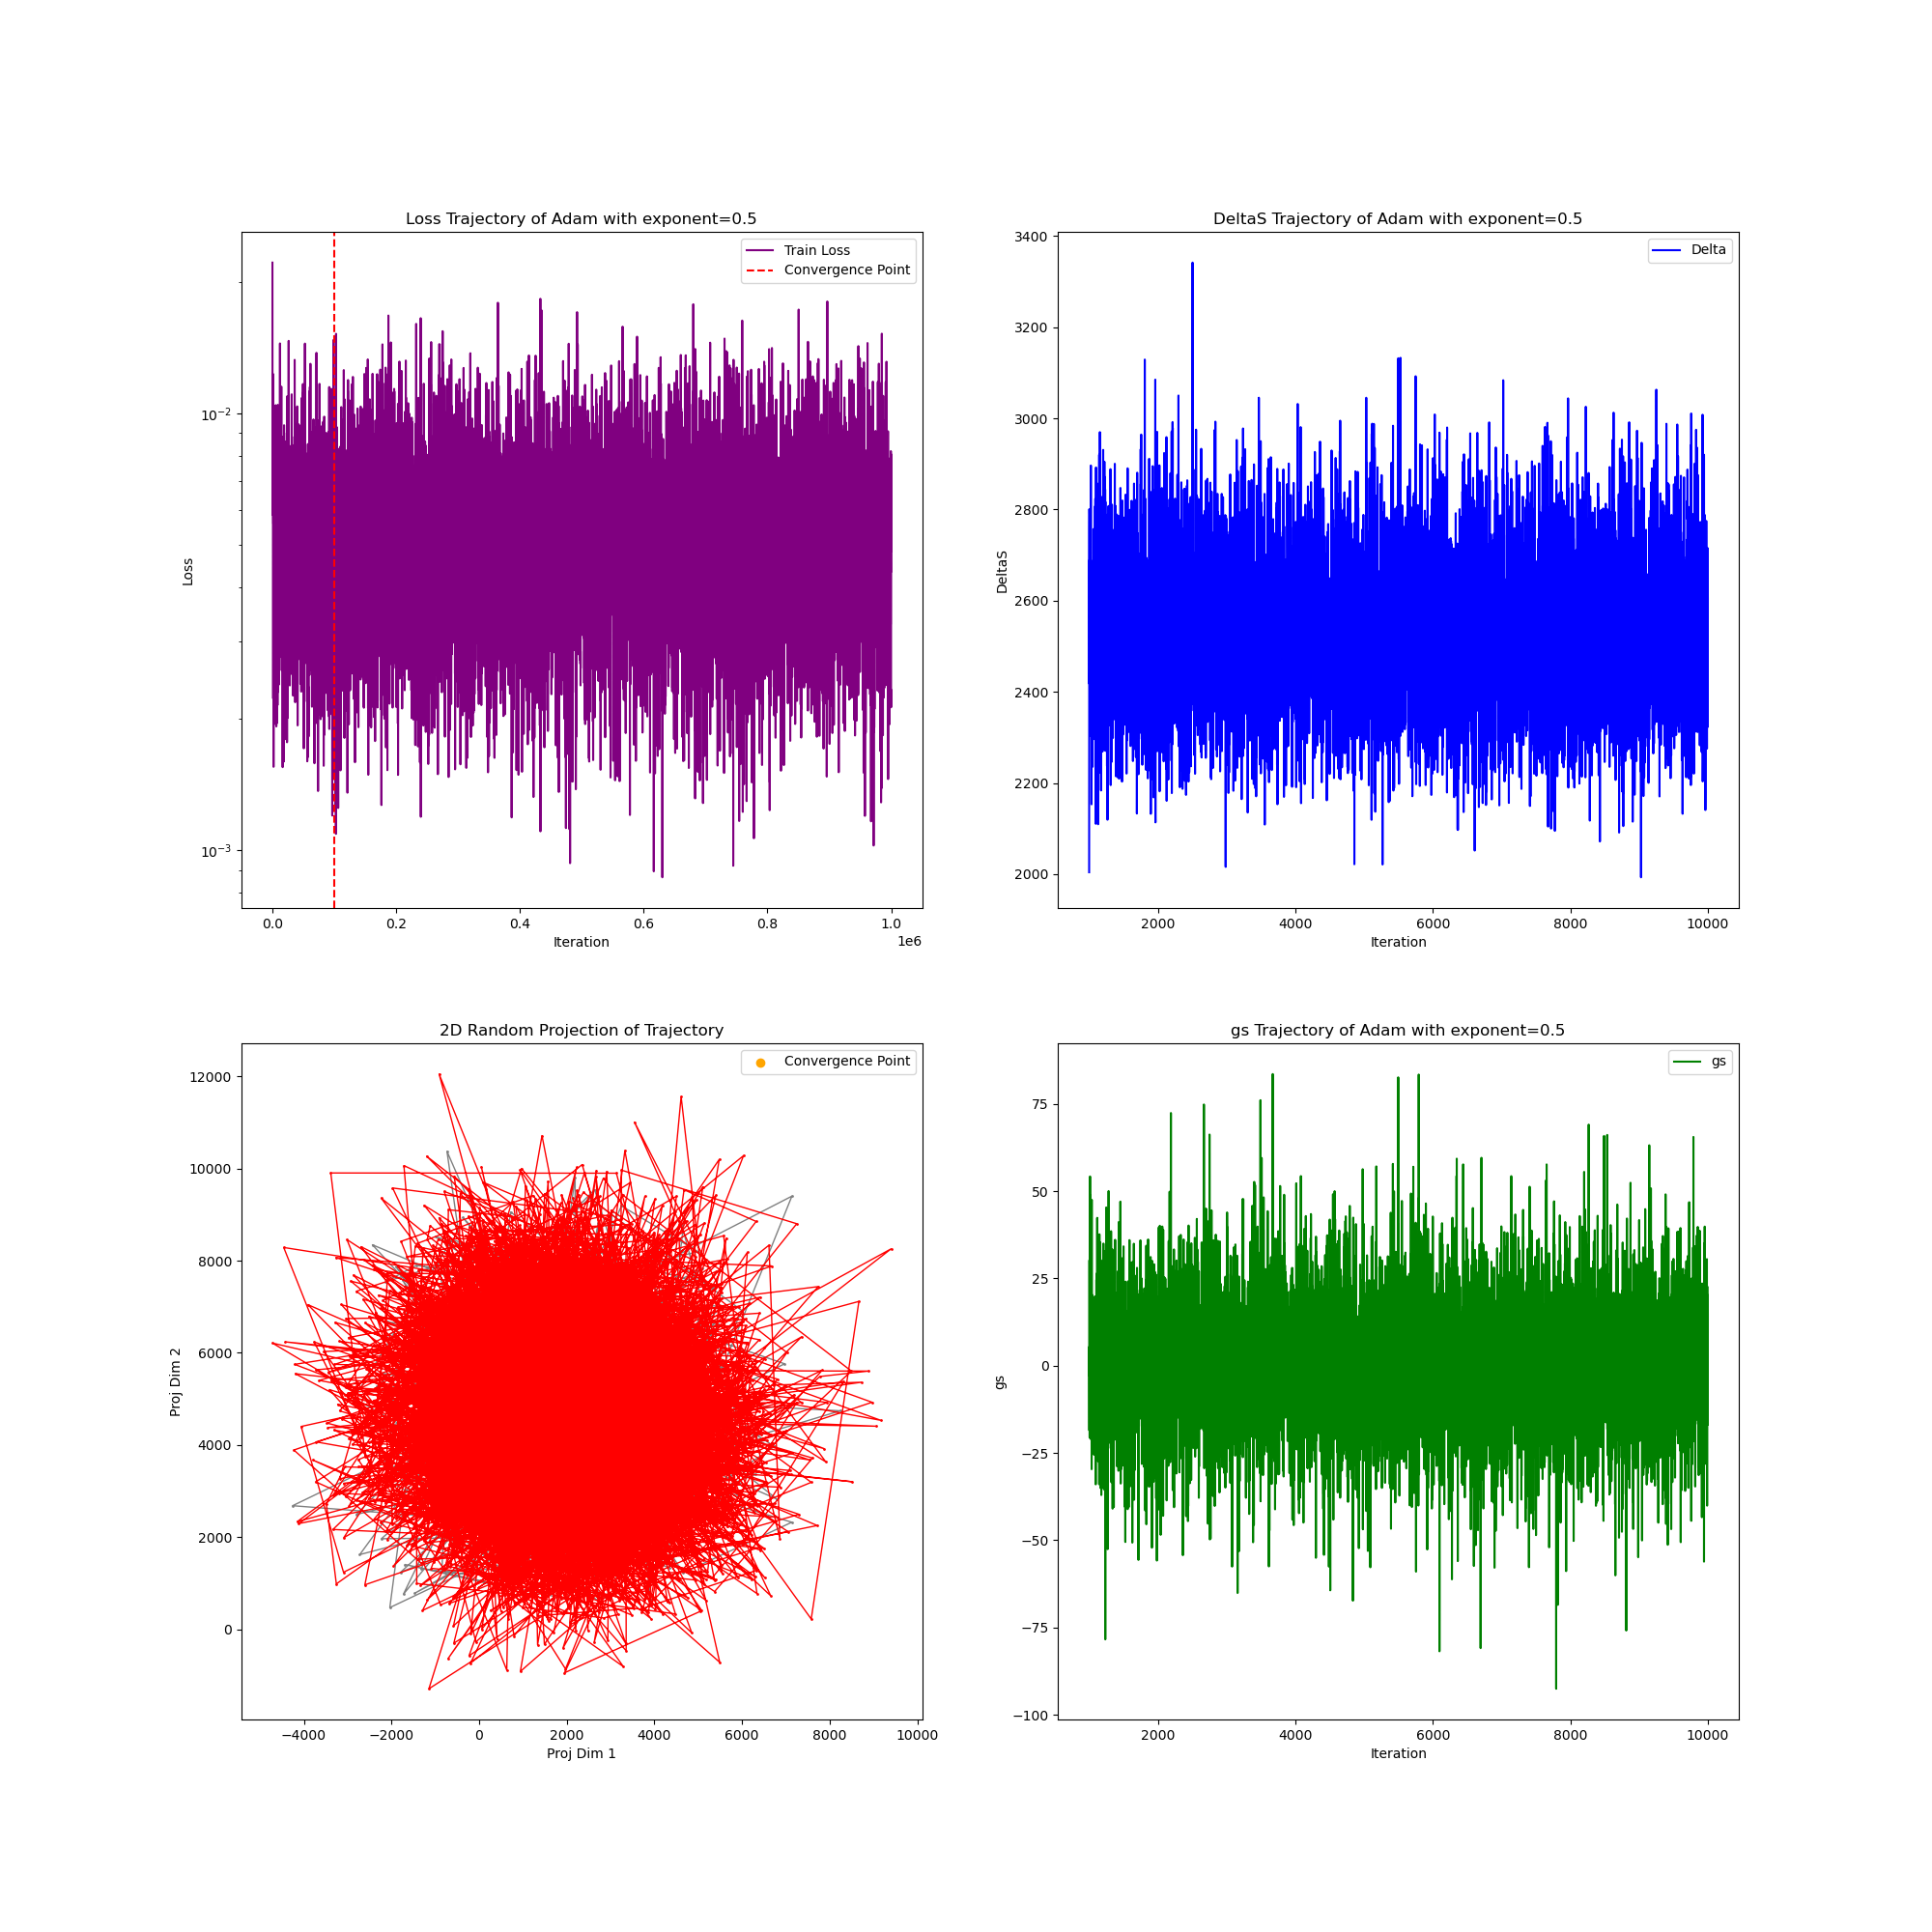 Loss Trajectory of Adam with exponent=0.5
Train Loss
Convergence Point
10⁻²
10⁻³
Loss
0.0 0.2 0.4 0.6 0.8 1.0
1e6
Iteration
DeltaS Trajectory of Adam with exponent=0.5
Delta
3400
3200
3000
2800
2600
2400
2200
2000
DeltaS
2000 4000 6000 8000 10000
Iteration
2D Random Projection of Trajectory
Convergence Point
12000
10000
8000
6000
4000
2000
0
Proj Dim 2
−4000 −2000 0 2000 4000 6000 8000 10000
Proj Dim 1
gs Trajectory of Adam with exponent=0.5
gs
75
50
25
0
−25
−50
−75
−100
gs
2000 4000 6000 8000 10000
Iteration